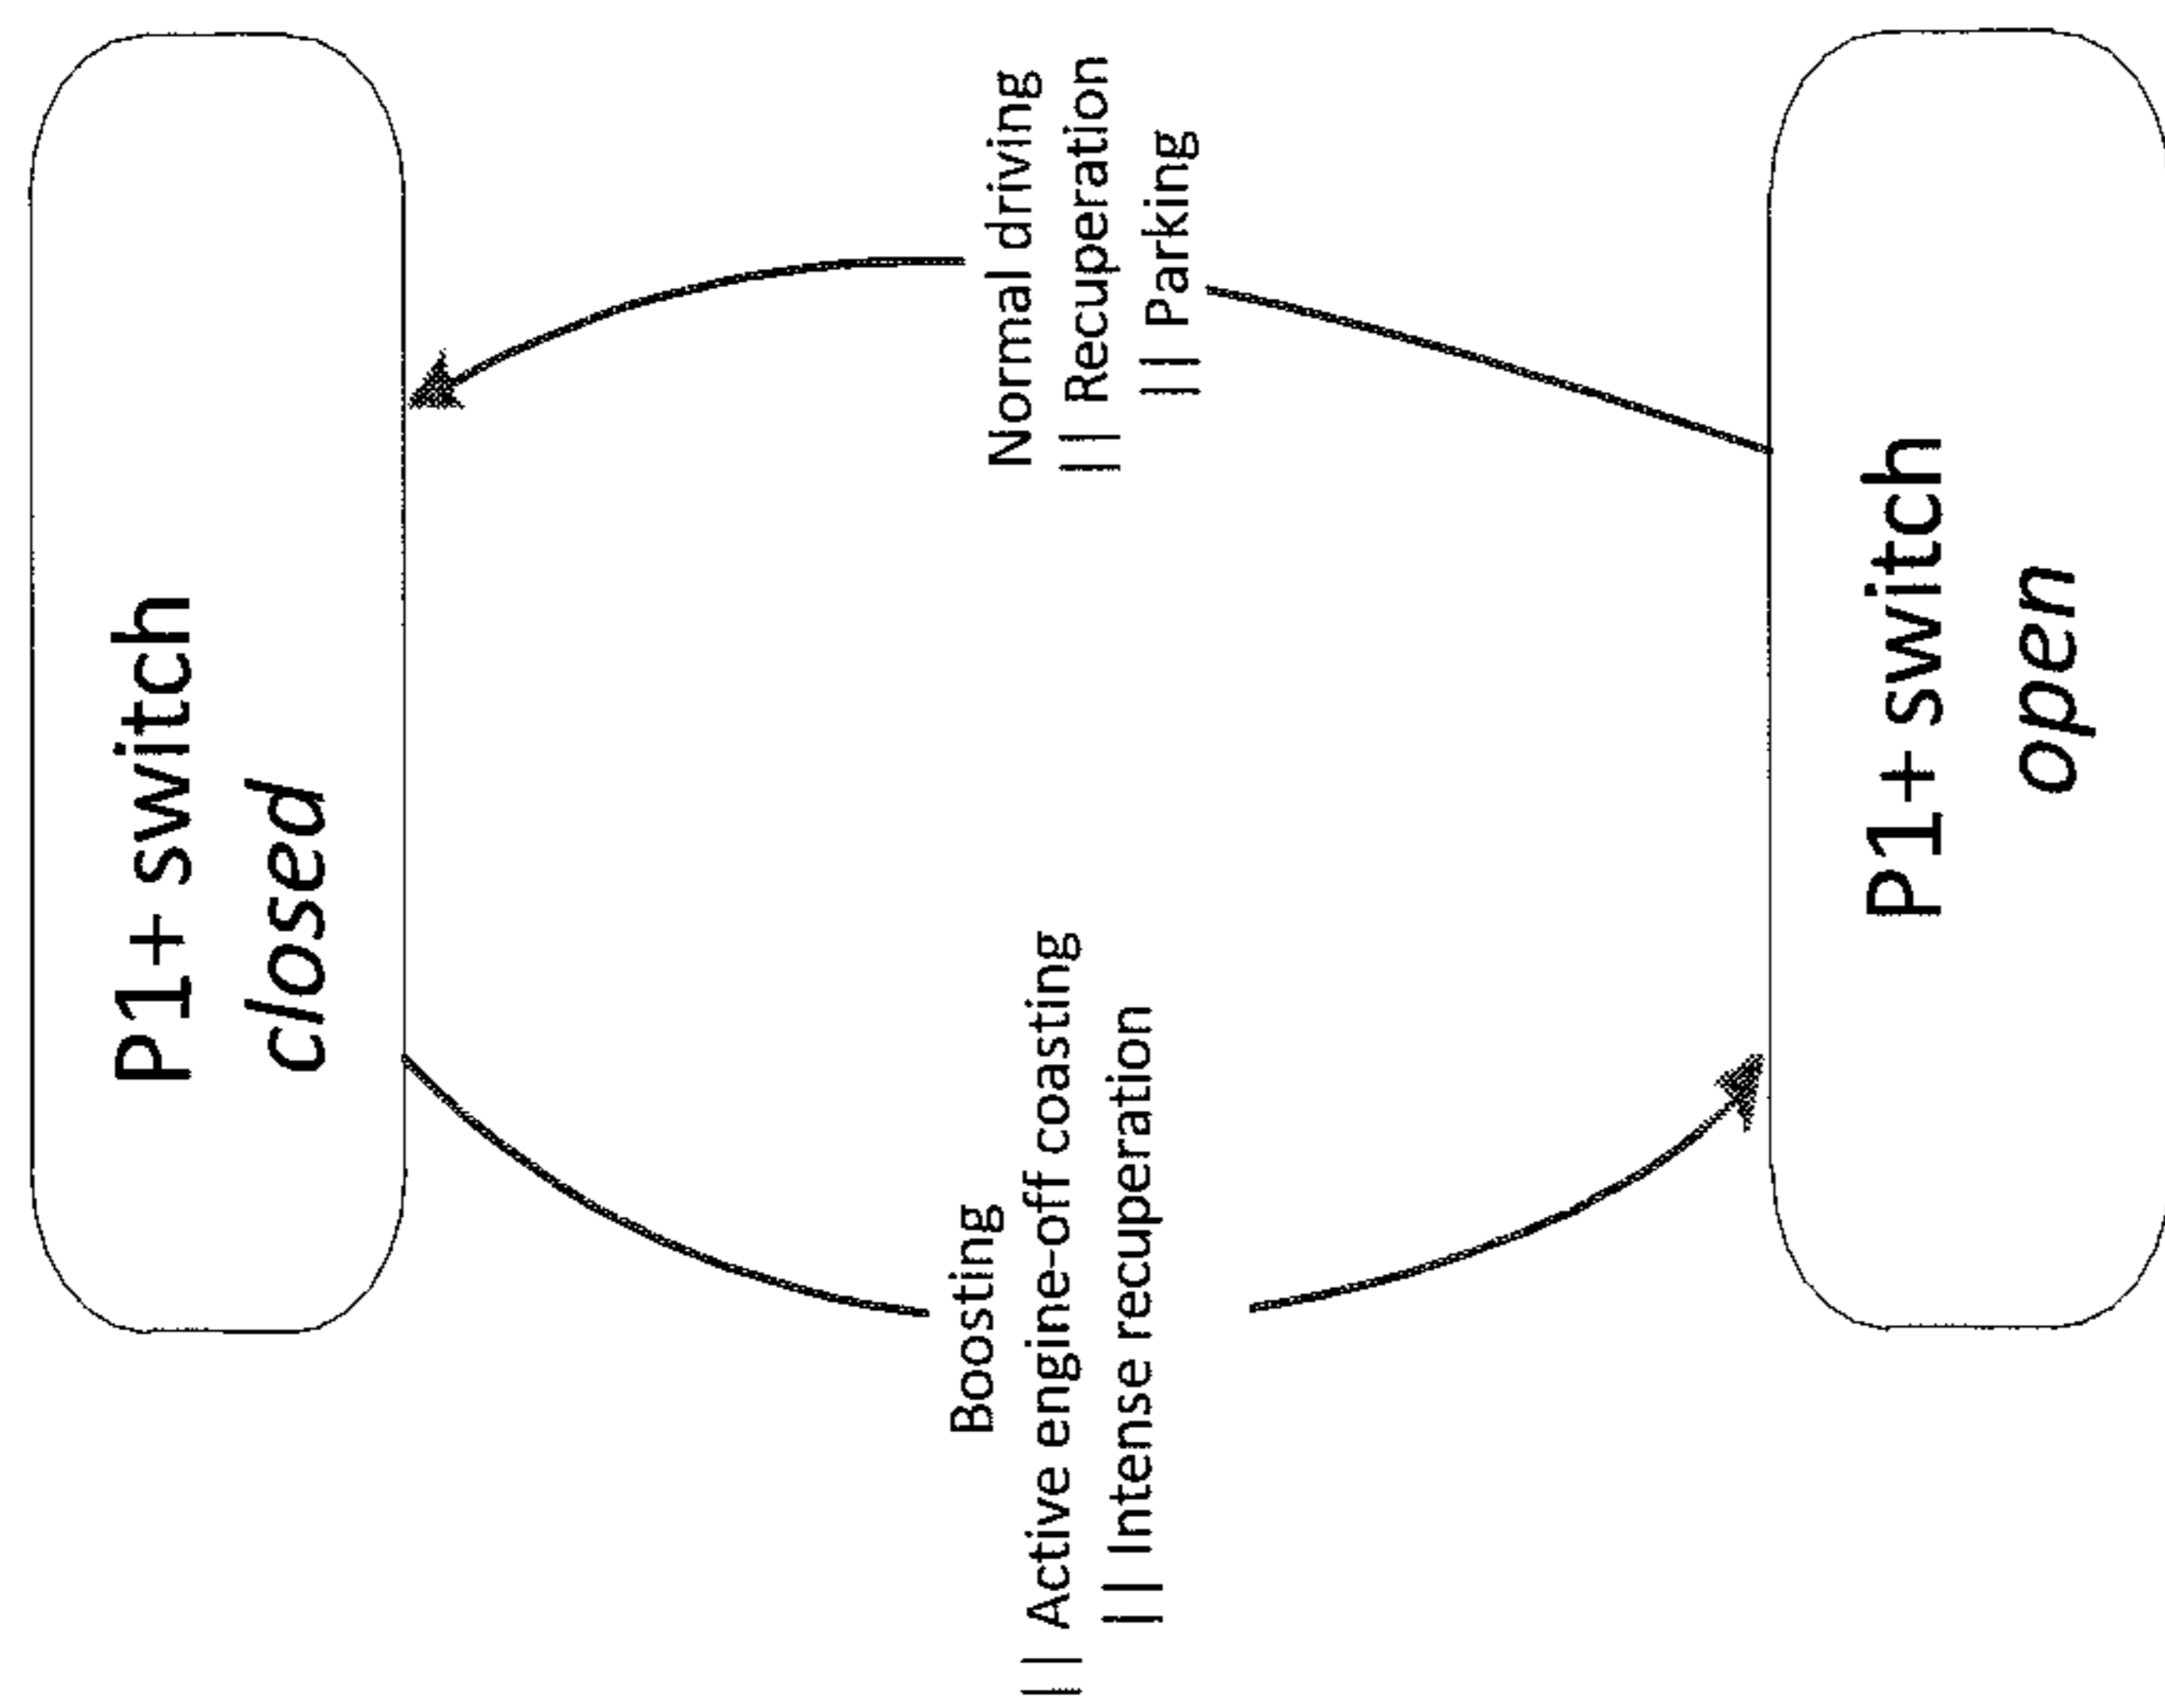 P1+ switch
closed
Boosting
|| Active engine-off coasting
|| Intense recuperation
Normal driving
|| Recuperation
|| Parking
P1+ switch
open